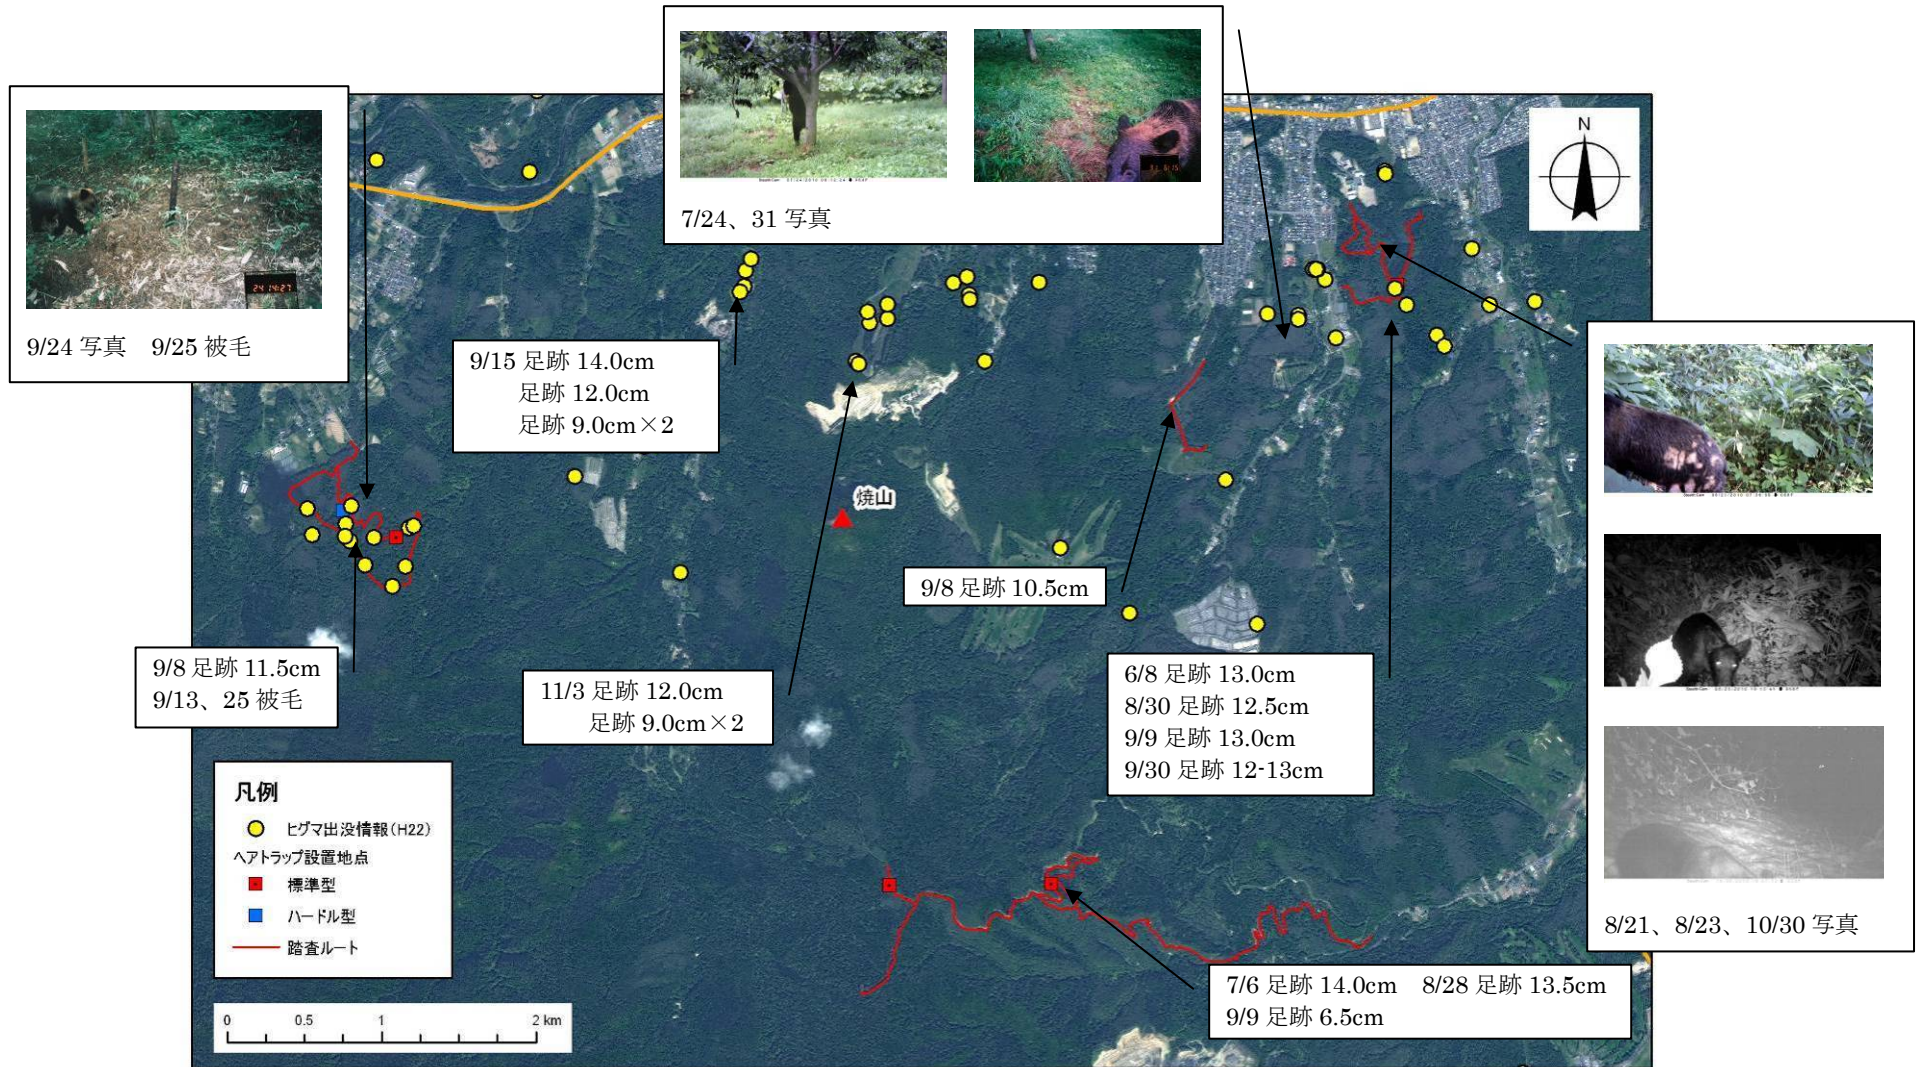 24 14:27
9/24 写真 9/25 被毛
7/24、31 写真
N
9/15 足跡 14.0cm
足跡 12.0cm
足跡 9.0cm×2
焼山
9/8 足跡 10.5cm
9/8 足跡 11.5cm
9/13、25 被毛
11/3 足跡 12.0cm
足跡 9.0cm×2
6/8 足跡 13.0cm
8/30 足跡 12.5cm
9/9 足跡 13.0cm
9/30 足跡 12-13cm
8/21、8/23、10/30 写真
7/6 足跡 14.0cm 8/28 足跡 13.5cm
9/9 足跡 6.5cm
凡例
ヒグマ出没情報(H22)
ヘアトラップ設置地点
標準型
ハードル型
踏査ルート
0 0.5 1 2 km